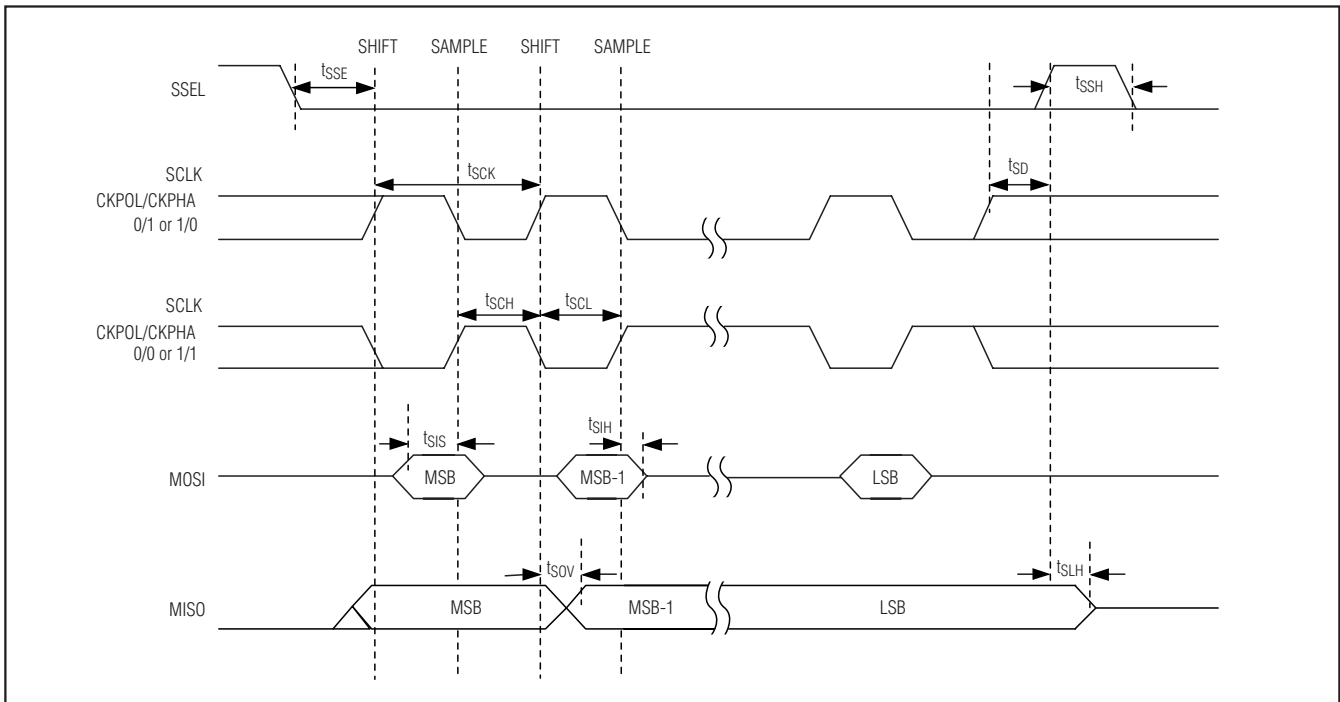 SHIFT SAMPLE SHIFT SAMPLE
SSEL
tSSE
tSSH
SCLK
CKPOL/CKPHA
0/1 or 1/0
tSCK
tSD
SCLK
CKPOL/CKPHA
0/0 or 1/1
tSCH
tSCL
MOSI
tSIS
tSIH
MSB
MSB-1
LSB
MISO
tSOV
tSLH
MSB
MSB-1
LSB